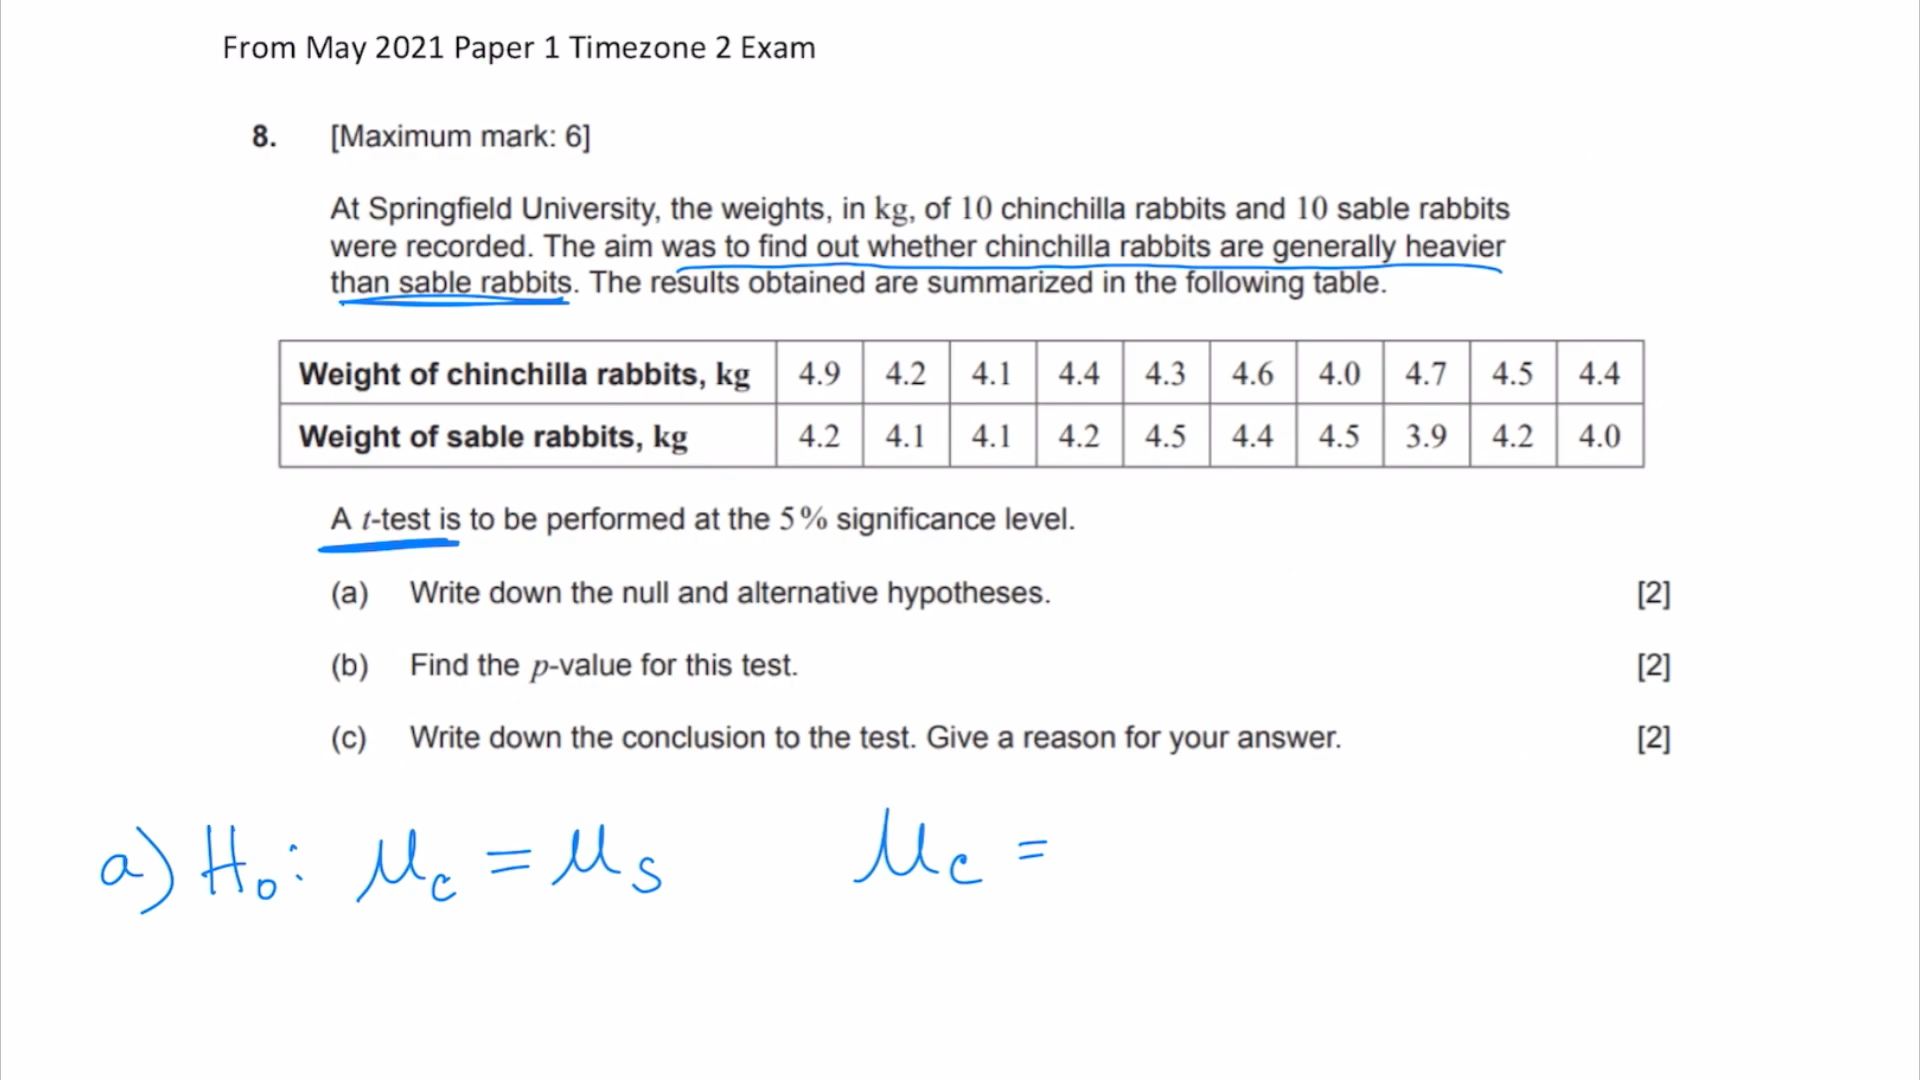 From May 2021 Paper 1 Timezone 2 Exam
8. [Maximum mark: 6]
At Springfield University, the weights, in kg, of 10 chinchilla rabbits and 10 sable rabbits
were recorded. The aim was to find out whether chinchilla rabbits are generally heavier
than sable rabbits. The results obtained are summarized in the following table.
Weight of chinchilla rabbits, kg 4.9 4.2 4.1 4.4 4.3 4.6 4.0 4.7 4.5 4.4
Weight of sable rabbits, kg 4.2 4.1 4.1 4.2 4.5 4.4 4.5 3.9 4.2 4.0
A t-test is to be performed at the 5% significance level.
(a) Write down the null and alternative hypotheses. [2]
(b) Find the p-value for this test. [2]
(c) Write down the conclusion to the test. Give a reason for your answer. [2]
a) H₀: μ_c = μ_s μ_c =